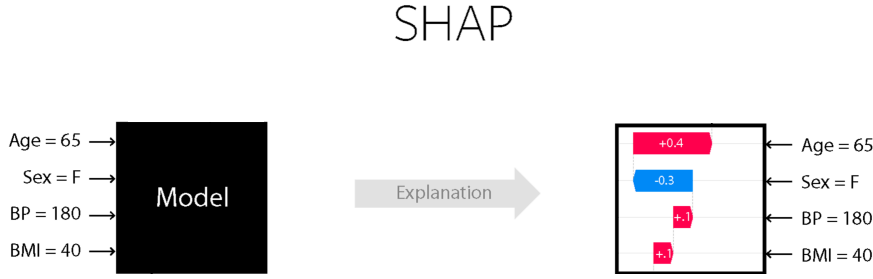 SHAP
Age = 65
Sex = F
BP = 180
BMI = 40
Model
Explanation
+0.4
-0.3
+.1
+.1
Age = 65
Sex = F
BP = 180
BMI = 40